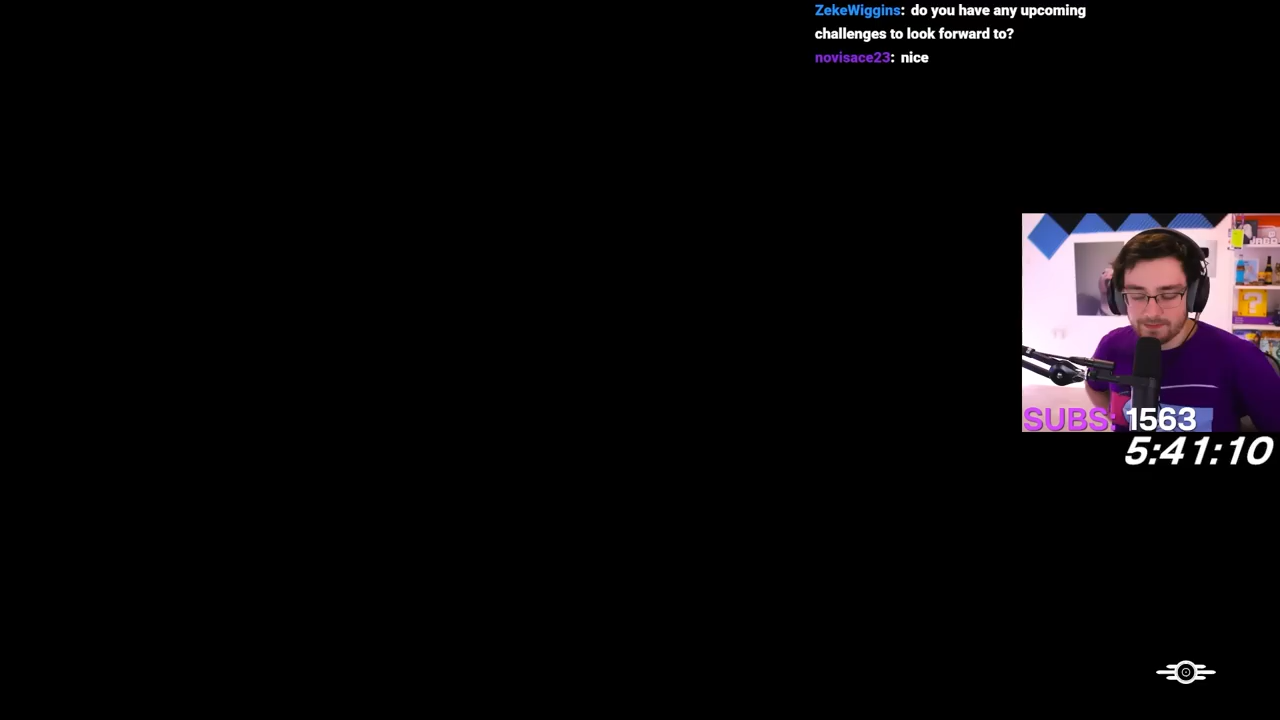 ZekeWiggins: do you have any upcoming
challenges to look forward to?
novisace23: nice
SUBS: 1563
5:41:10